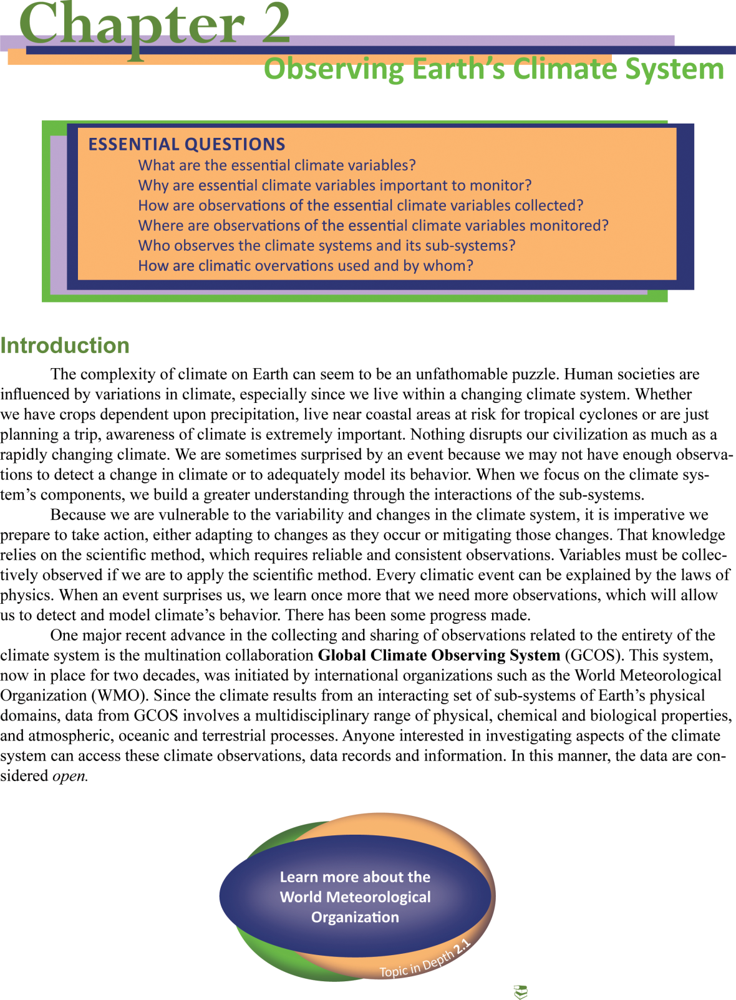 Chapter 2
Observing Earth’s Climate System
ESSENTIAL QUESTIONS
What are the essential climate variables?
Why are essential climate variables important to monitor?
How are observations of the essential climate variables collected?
Where are observations of the essential climate variables monitored?
Who observes the climate systems and its sub-systems?
How are climatic overvations used and by whom?
Introduction
The complexity of climate on Earth can seem to be an unfathomable puzzle. Human societies are
influenced by variations in climate, especially since we live within a changing climate system. Whether
we have crops dependent upon precipitation, live near coastal areas at risk for tropical cyclones or are just
planning a trip, awareness of climate is extremely important. Nothing disrupts our civilization as much as a
rapidly changing climate. We are sometimes surprised by an event because we may not have enough observa-
tions to detect a change in climate or to adequately model its behavior. When we focus on the climate sys-
tem’s components, we build a greater understanding through the interactions of the sub-systems.
Because we are vulnerable to the variability and changes in the climate system, it is imperative we
prepare to take action, either adapting to changes as they occur or mitigating those changes. That knowledge
relies on the scientific method, which requires reliable and consistent observations. Variables must be collec-
tively observed if we are to apply the scientific method. Every climatic event can be explained by the laws of
physics. When an event surprises us, we learn once more that we need more observations, which will allow
us to detect and model climate’s behavior. There has been some progress made.
One major recent advance in the collecting and sharing of observations related to the entirety of the
climate system is the multination collaboration Global Climate Observing System (GCOS). This system,
now in place for two decades, was initiated by international organizations such as the World Meteorological
Organization (WMO). Since the climate results from an interacting set of sub-systems of Earth’s physical
domains, data from GCOS involves a multidisciplinary range of physical, chemical and biological properties,
and atmospheric, oceanic and terrestrial processes. Anyone interested in investigating aspects of the climate
system can access these climate observations, data records and information. In this manner, the data are con-
sidered open.
Learn more about the
World Meteorological
Organization
Topic in Depth 2.1